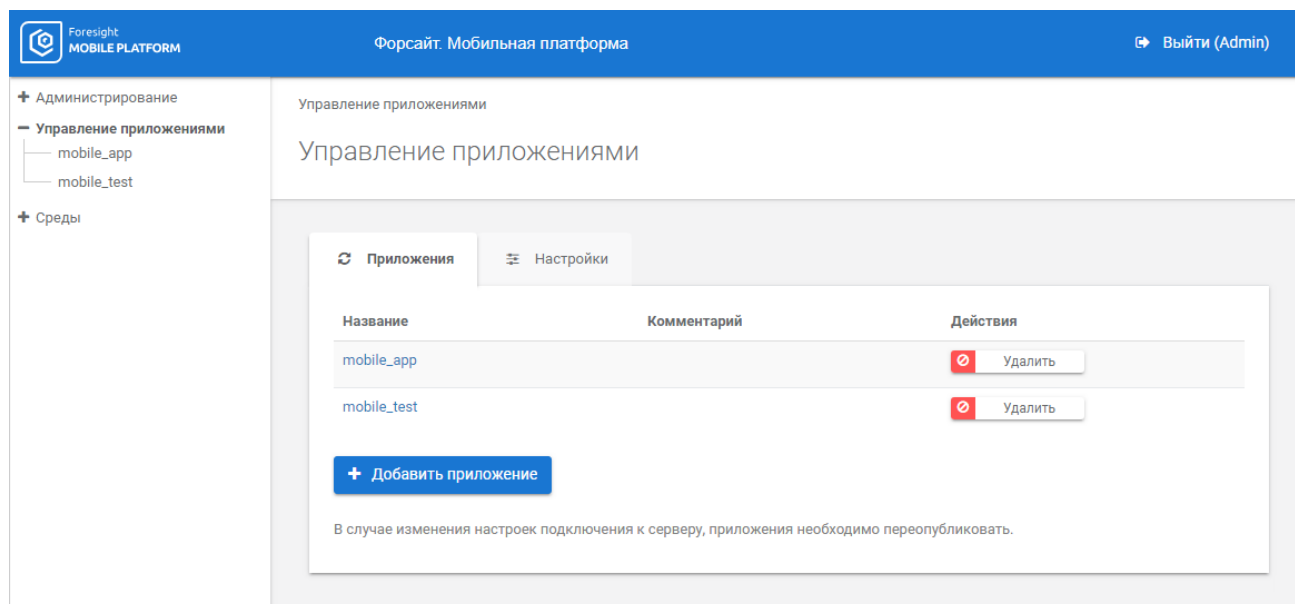 Foresight
MOBILE PLATFORM
Форсайт. Мобильная платформа
Выйти (Admin)
Администрирование
Управление приложениями
mobile_app
mobile_test
Среды
Управление приложениями
Управление приложениями
Приложения
Настройки
Название Комментарий Действия
mobile_app Удалить
mobile_test Удалить
Добавить приложение
В случае изменения настроек подключения к серверу, приложения необходимо переопубликовать.